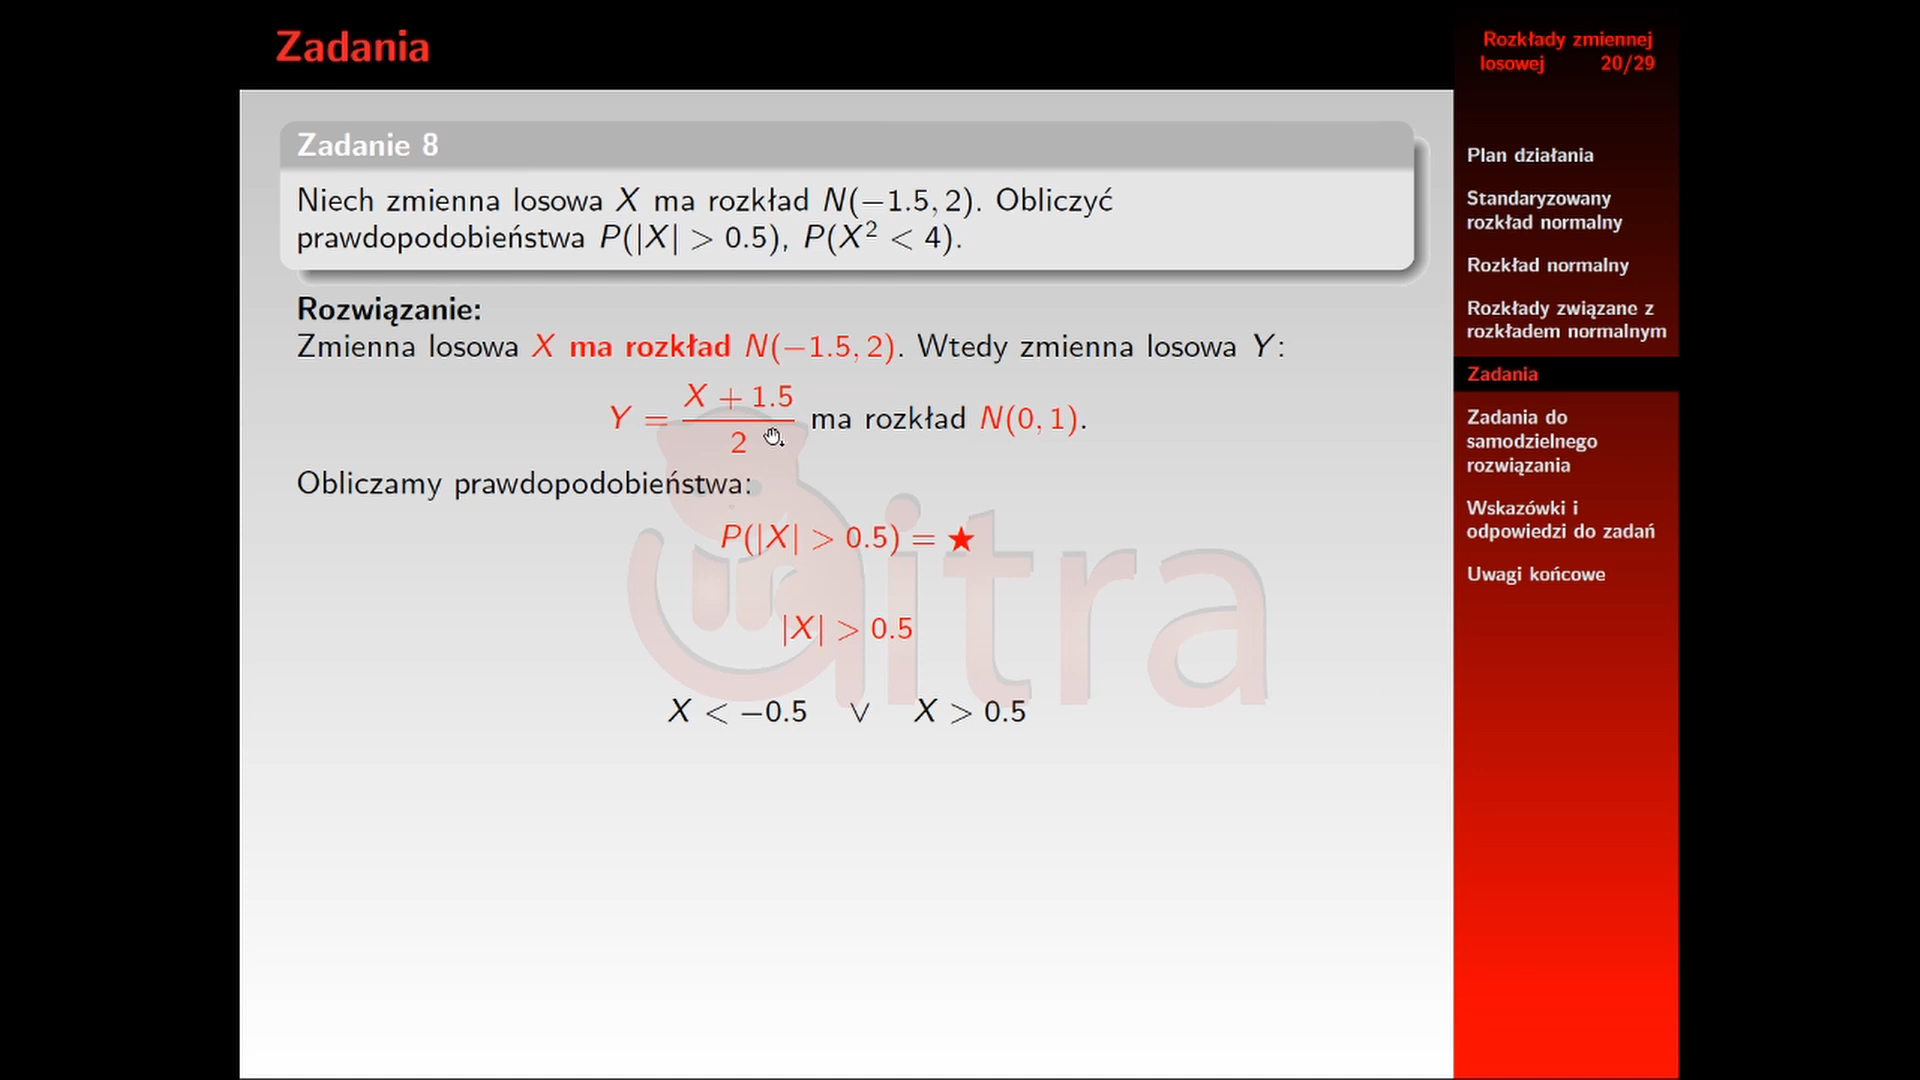 Zadania
Rozkłady zmiennej
losowej 20/29
Zadanie 8
Niech zmienna losowa X ma rozkład N(−1.5, 2). Obliczyć
prawdopodobieństwa P(|X| > 0.5), P(X² < 4).
Rozwiązanie:
Zmienna losowa X ma rozkład N(−1.5, 2). Wtedy zmienna losowa Y:
Y = (X + 1.5)/2 ma rozkład N(0, 1).
Obliczamy prawdopodobieństwa:
P(|X| > 0.5) = ★
|X| > 0.5
X < −0.5 ∨ X > 0.5
itra
Plan działania
Standaryzowany
rozkład normalny
Rozkład normalny
Rozkłady związane z
rozkładem normalnym
Zadania
Zadania do
samodzielnego
rozwiązania
Wskazówki i
odpowiedzi do zadań
Uwagi końcowe